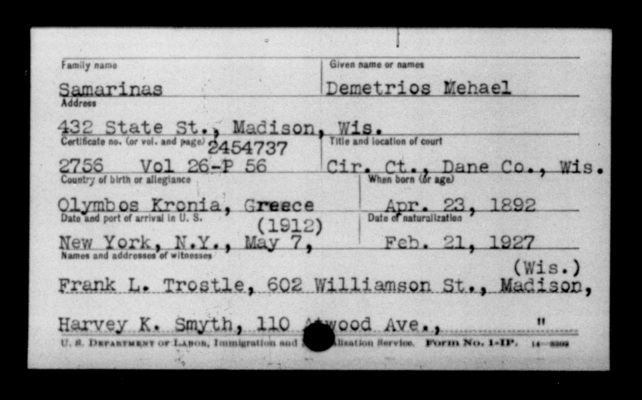 Family name Given name or names
Samarinas Demetrios Mehael
Address
432 State St., Madison, Wis.
Certificate no. (or vol. and page) 2454737 Title and location of court
2756 Vol 26-P 56 Cir. Ct., Dane Co., Wis.
Country of birth or allegiance When born (or age)
Olymbos Kronia, Greece Apr. 23, 1892
Date and port of arrival in U. S. (1912) Date of naturalization
New York, N.Y., May 7, Feb. 21, 1927
Names and addresses of witnesses
(Wis.)
Frank L. Trostle, 602 Williamson St., Madison,
Harvey K. Smyth, 110 Atwood Ave., "
U. S. Department of Labor, Immigration and Naturalization Service. Form No. 1-IP. 14—8202